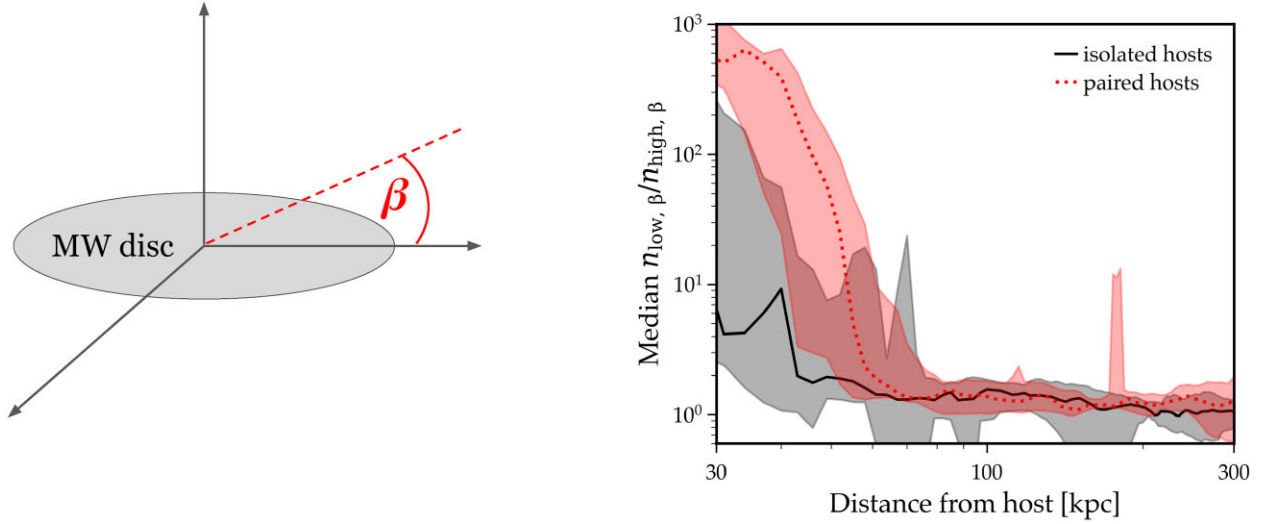 MW disc
β
10³
10²
10¹
10⁰
Median n_low, β/n_high, β
isolated hosts
paired hosts
30
100
300
Distance from host [kpc]